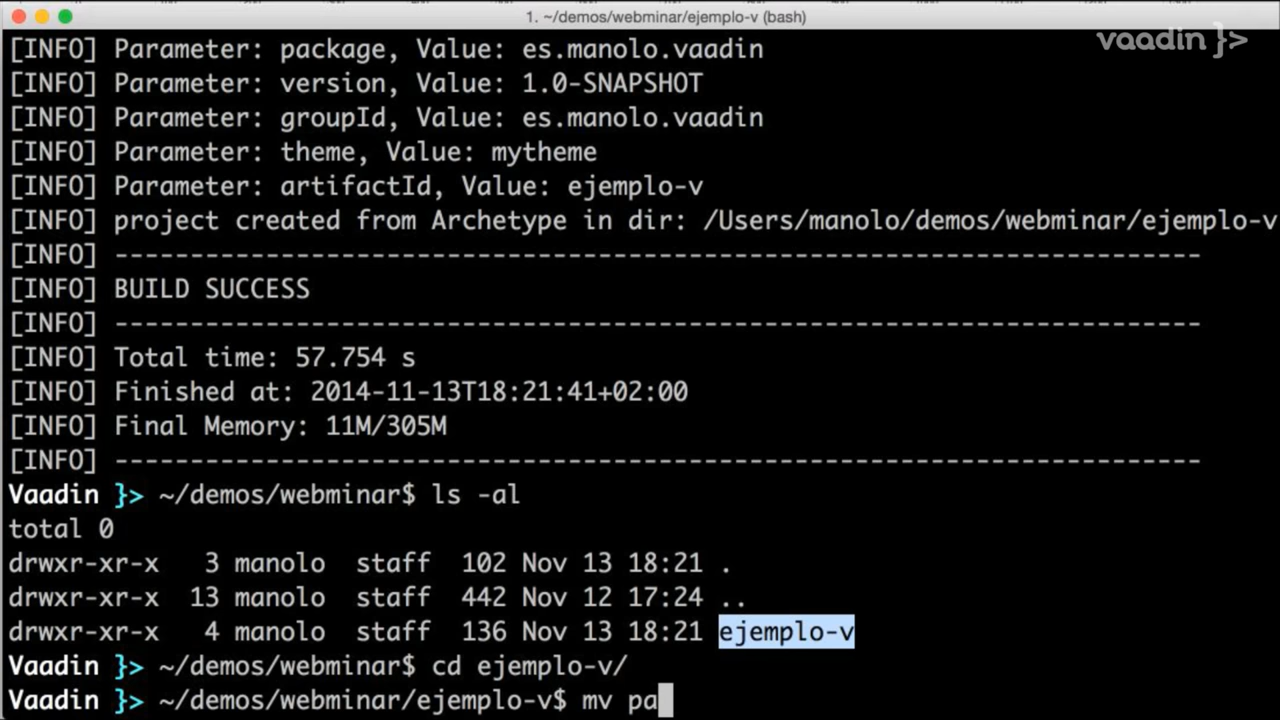 1. ~/demos/webminar/ejemplo-v (bash)
vaadin }>
[INFO] Parameter: package, Value: es.manolo.vaadin
[INFO] Parameter: version, Value: 1.0-SNAPSHOT
[INFO] Parameter: groupId, Value: es.manolo.vaadin
[INFO] Parameter: theme, Value: mytheme
[INFO] Parameter: artifactId, Value: ejemplo-v
[INFO] project created from Archetype in dir: /Users/manolo/demos/webminar/ejemplo-v
[INFO] ------------------------------------------------------------------------
[INFO] BUILD SUCCESS
[INFO] ------------------------------------------------------------------------
[INFO] Total time: 57.754 s
[INFO] Finished at: 2014-11-13T18:21:41+02:00
[INFO] Final Memory: 11M/305M
[INFO] ------------------------------------------------------------------------
Vaadin }> ~/demos/webminar$ ls -al
total 0
drwxr-xr-x   3 manolo  staff  102 Nov 13 18:21 .
drwxr-xr-x  13 manolo  staff  442 Nov 12 17:24 ..
drwxr-xr-x   4 manolo  staff  136 Nov 13 18:21 ejemplo-v
Vaadin }> ~/demos/webminar$ cd ejemplo-v/
Vaadin }> ~/demos/webminar/ejemplo-v$ mv pa